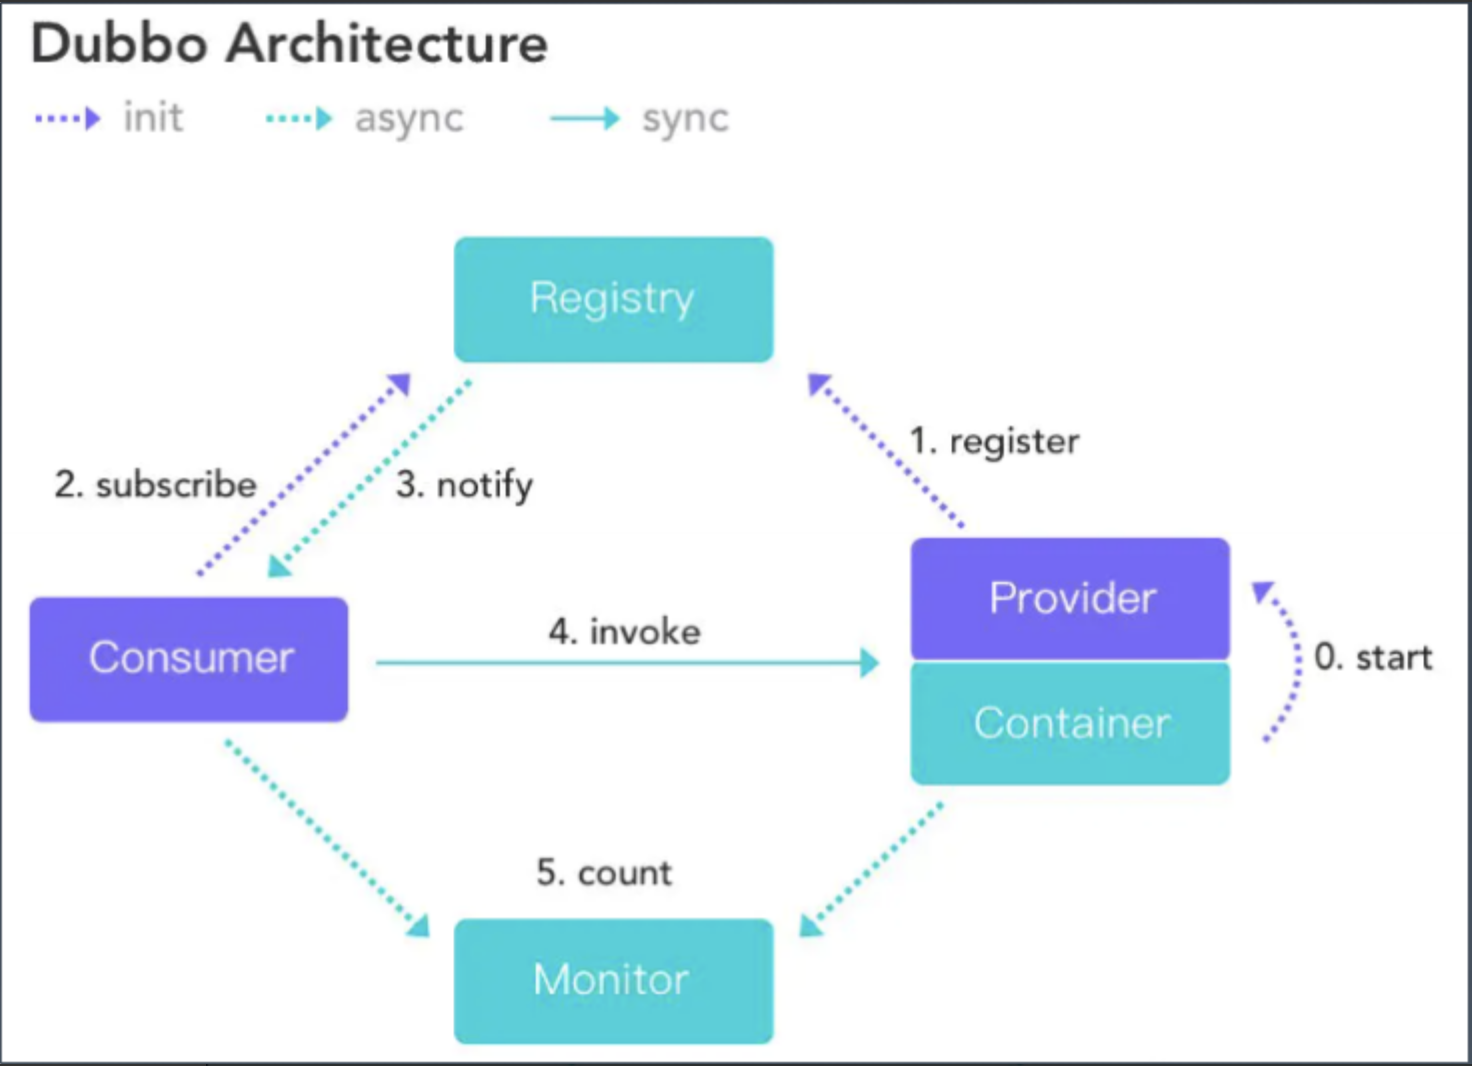 Dubbo Architecture
init async sync
Registry
1. register
2. subscribe 3. notify
Provider
4. invoke
Consumer
0. start
Container
5. count
Monitor